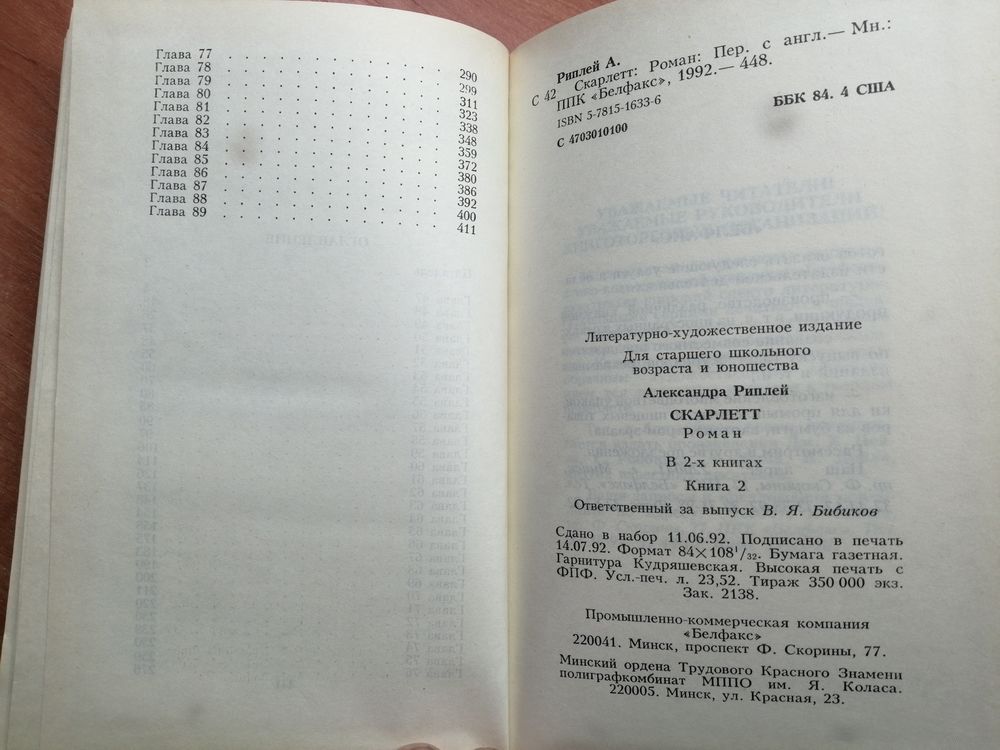 Глава 77 . . . . . . . . . . . . . . 290
Глава 78 . . . . . . . . . . . . . . 299
Глава 79 . . . . . . . . . . . . . . 311
Глава 80 . . . . . . . . . . . . . . 323
Глава 81 . . . . . . . . . . . . . . 338
Глава 82 . . . . . . . . . . . . . . 348
Глава 83 . . . . . . . . . . . . . . 359
Глава 84 . . . . . . . . . . . . . . 372
Глава 85 . . . . . . . . . . . . . . 380
Глава 86 . . . . . . . . . . . . . . 386
Глава 87 . . . . . . . . . . . . . . 392
Глава 88 . . . . . . . . . . . . . . 400
Глава 89 . . . . . . . . . . . . . . 411
Риплей А.
С 42 Скарлетт: Роман: Пер. с англ.— Мн.:
ППК «Белфакс», 1992.— 448.
ISBN 5-7815-1633-6
С 4703010100
ББК 84. 4 США
Литературно-художественное издание
Для старшего школьного
возраста и юношества
Александра Риплей
СКАРЛЕТТ
Роман
В 2-х книгах
Книга 2
Ответственный за выпуск В. Я. Бибиков
Сдано в набор 11.06.92. Подписано в печать
14.07.92. Формат 84×108¹/₃₂. Бумага газетная.
Гарнитура Кудряшевская. Высокая печать с
ФПФ. Усл.-печ. л. 23,52. Тираж 350 000 экз.
Зак. 2138.
Промышленно-коммерческая компания
«Белфакс»
220041. Минск, проспект Ф. Скорины, 77.
Минский ордена Трудового Красного Знамени
полиграфкомбинат МППО им. Я. Коласа.
220005. Минск, ул. Красная, 23.